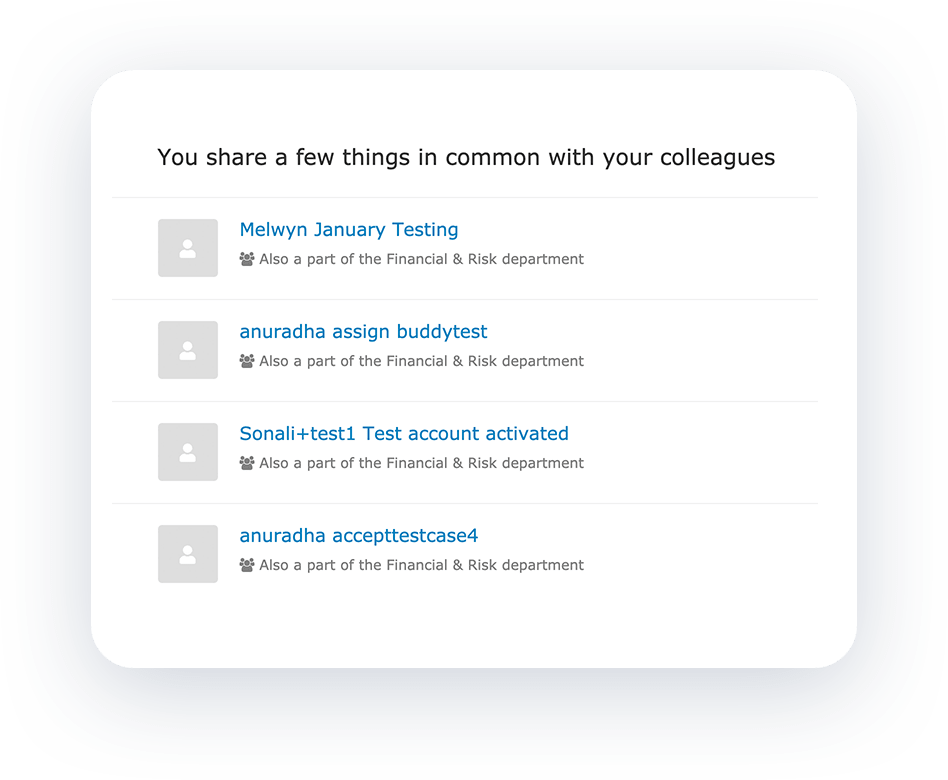 You share a few things in common with your colleagues
Melwyn January Testing
Also a part of the Financial & Risk department
anuradha assign buddytest
Also a part of the Financial & Risk department
Sonali+test1 Test account activated
Also a part of the Financial & Risk department
anuradha accepttestcase4
Also a part of the Financial & Risk department